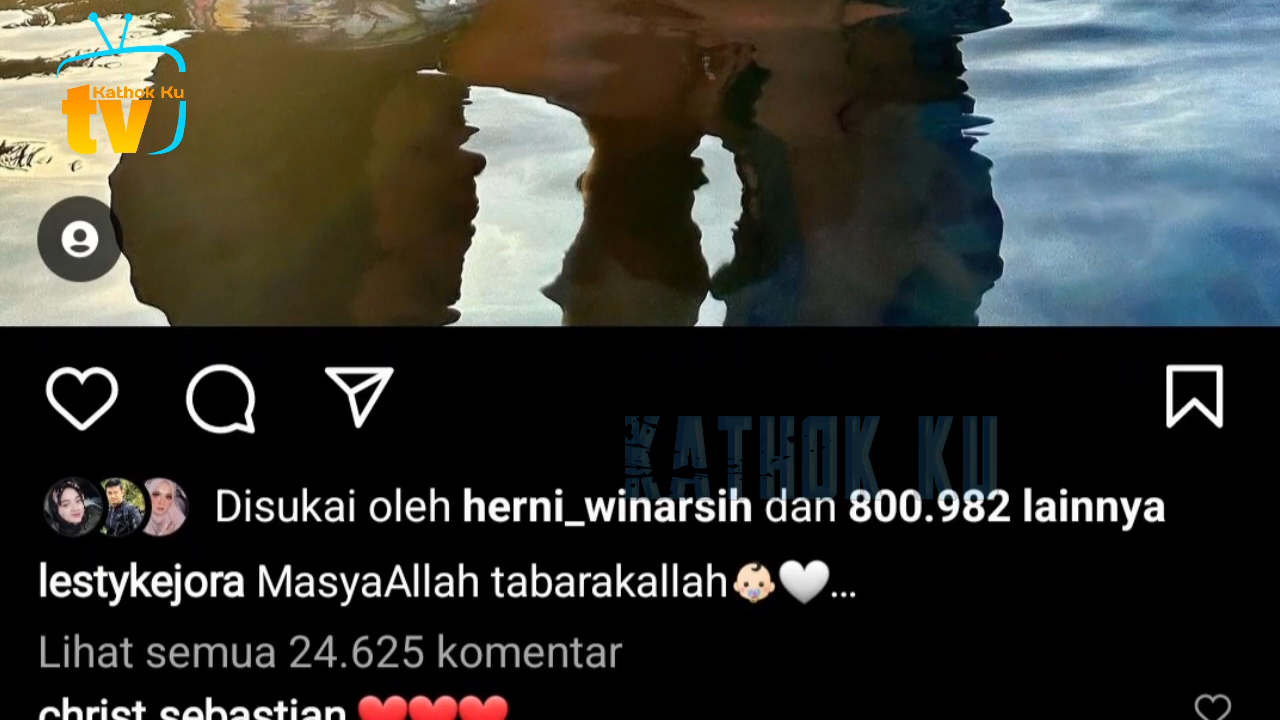 Kathok Ku
tv
KATHOK KU
Disukai oleh herni_winarsih dan 800.982 lainnya
lestykejora MasyaAllah tabarakallah👶🏻🤍...
Lihat semua 24.625 komentar
christ_sebastian ❤️❤️❤️